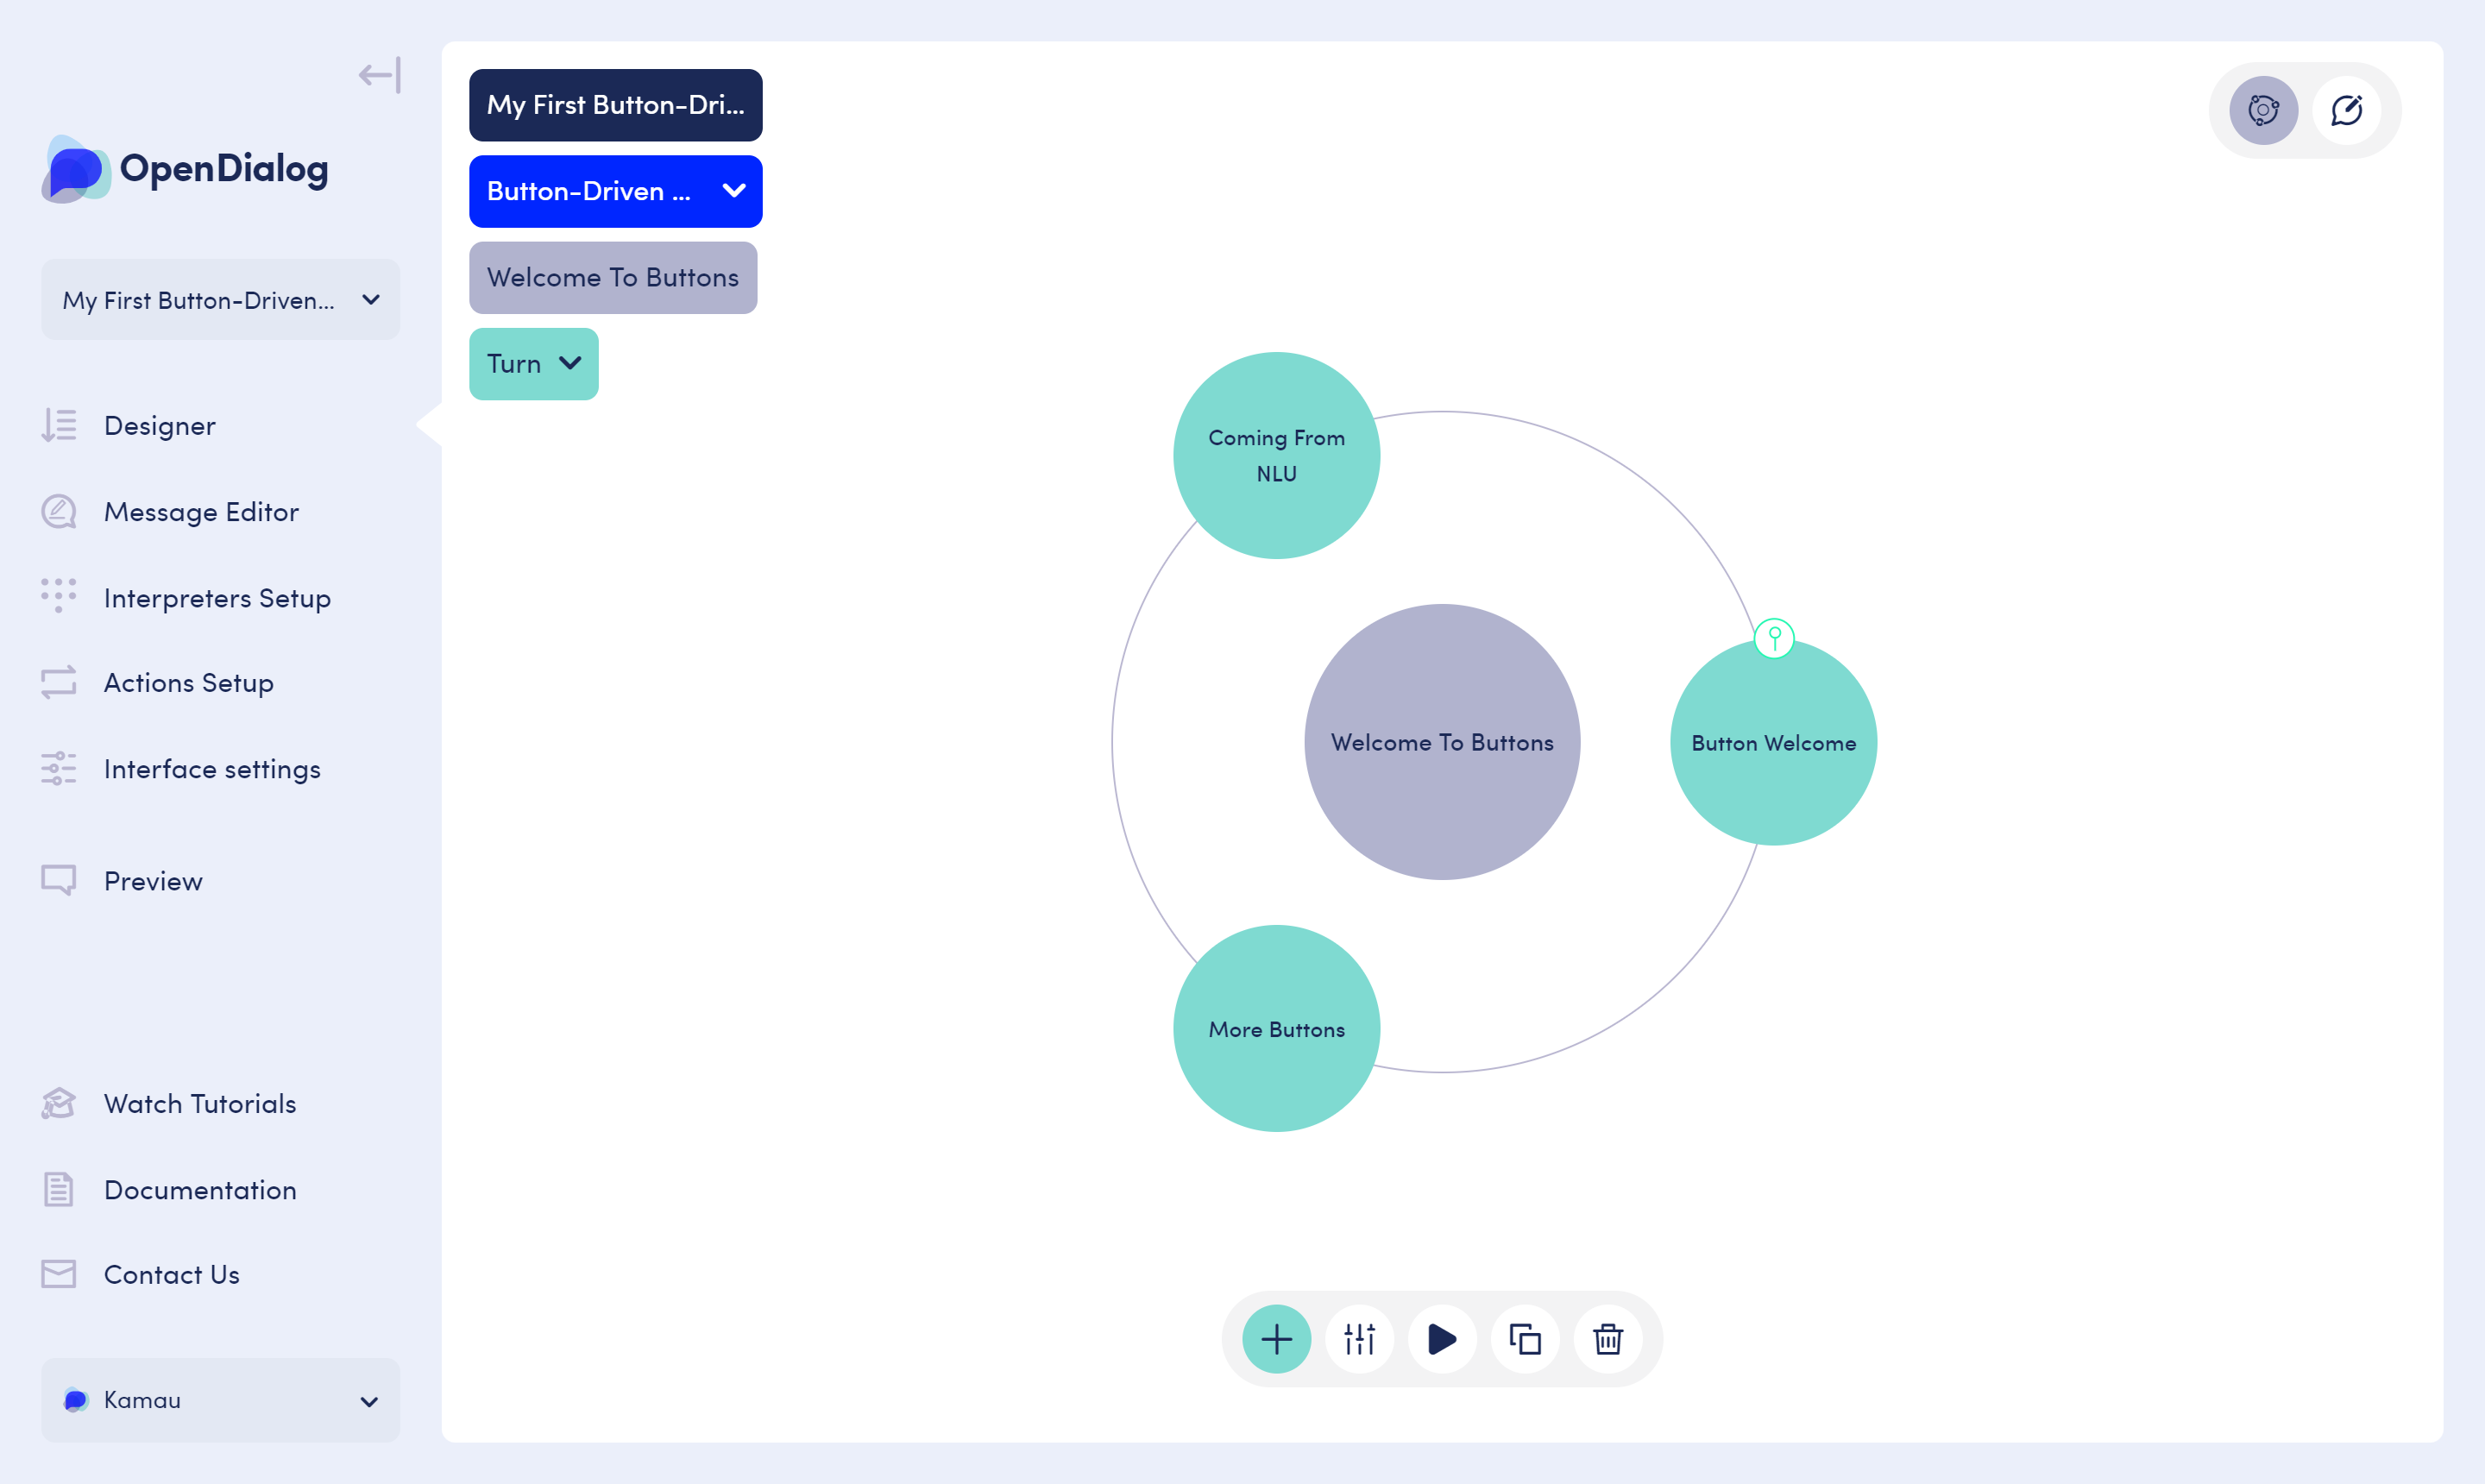 OpenDialog
My First Button-Driven...
Designer
Message Editor
Interpreters Setup
Actions Setup
Interface settings
Preview
Watch Tutorials
Documentation
Contact Us
Kamau
My First Button-Dri...
Button-Driven ...
Welcome To Buttons
Turn
Coming From
NLU
Welcome To Buttons
Button Welcome
More Buttons